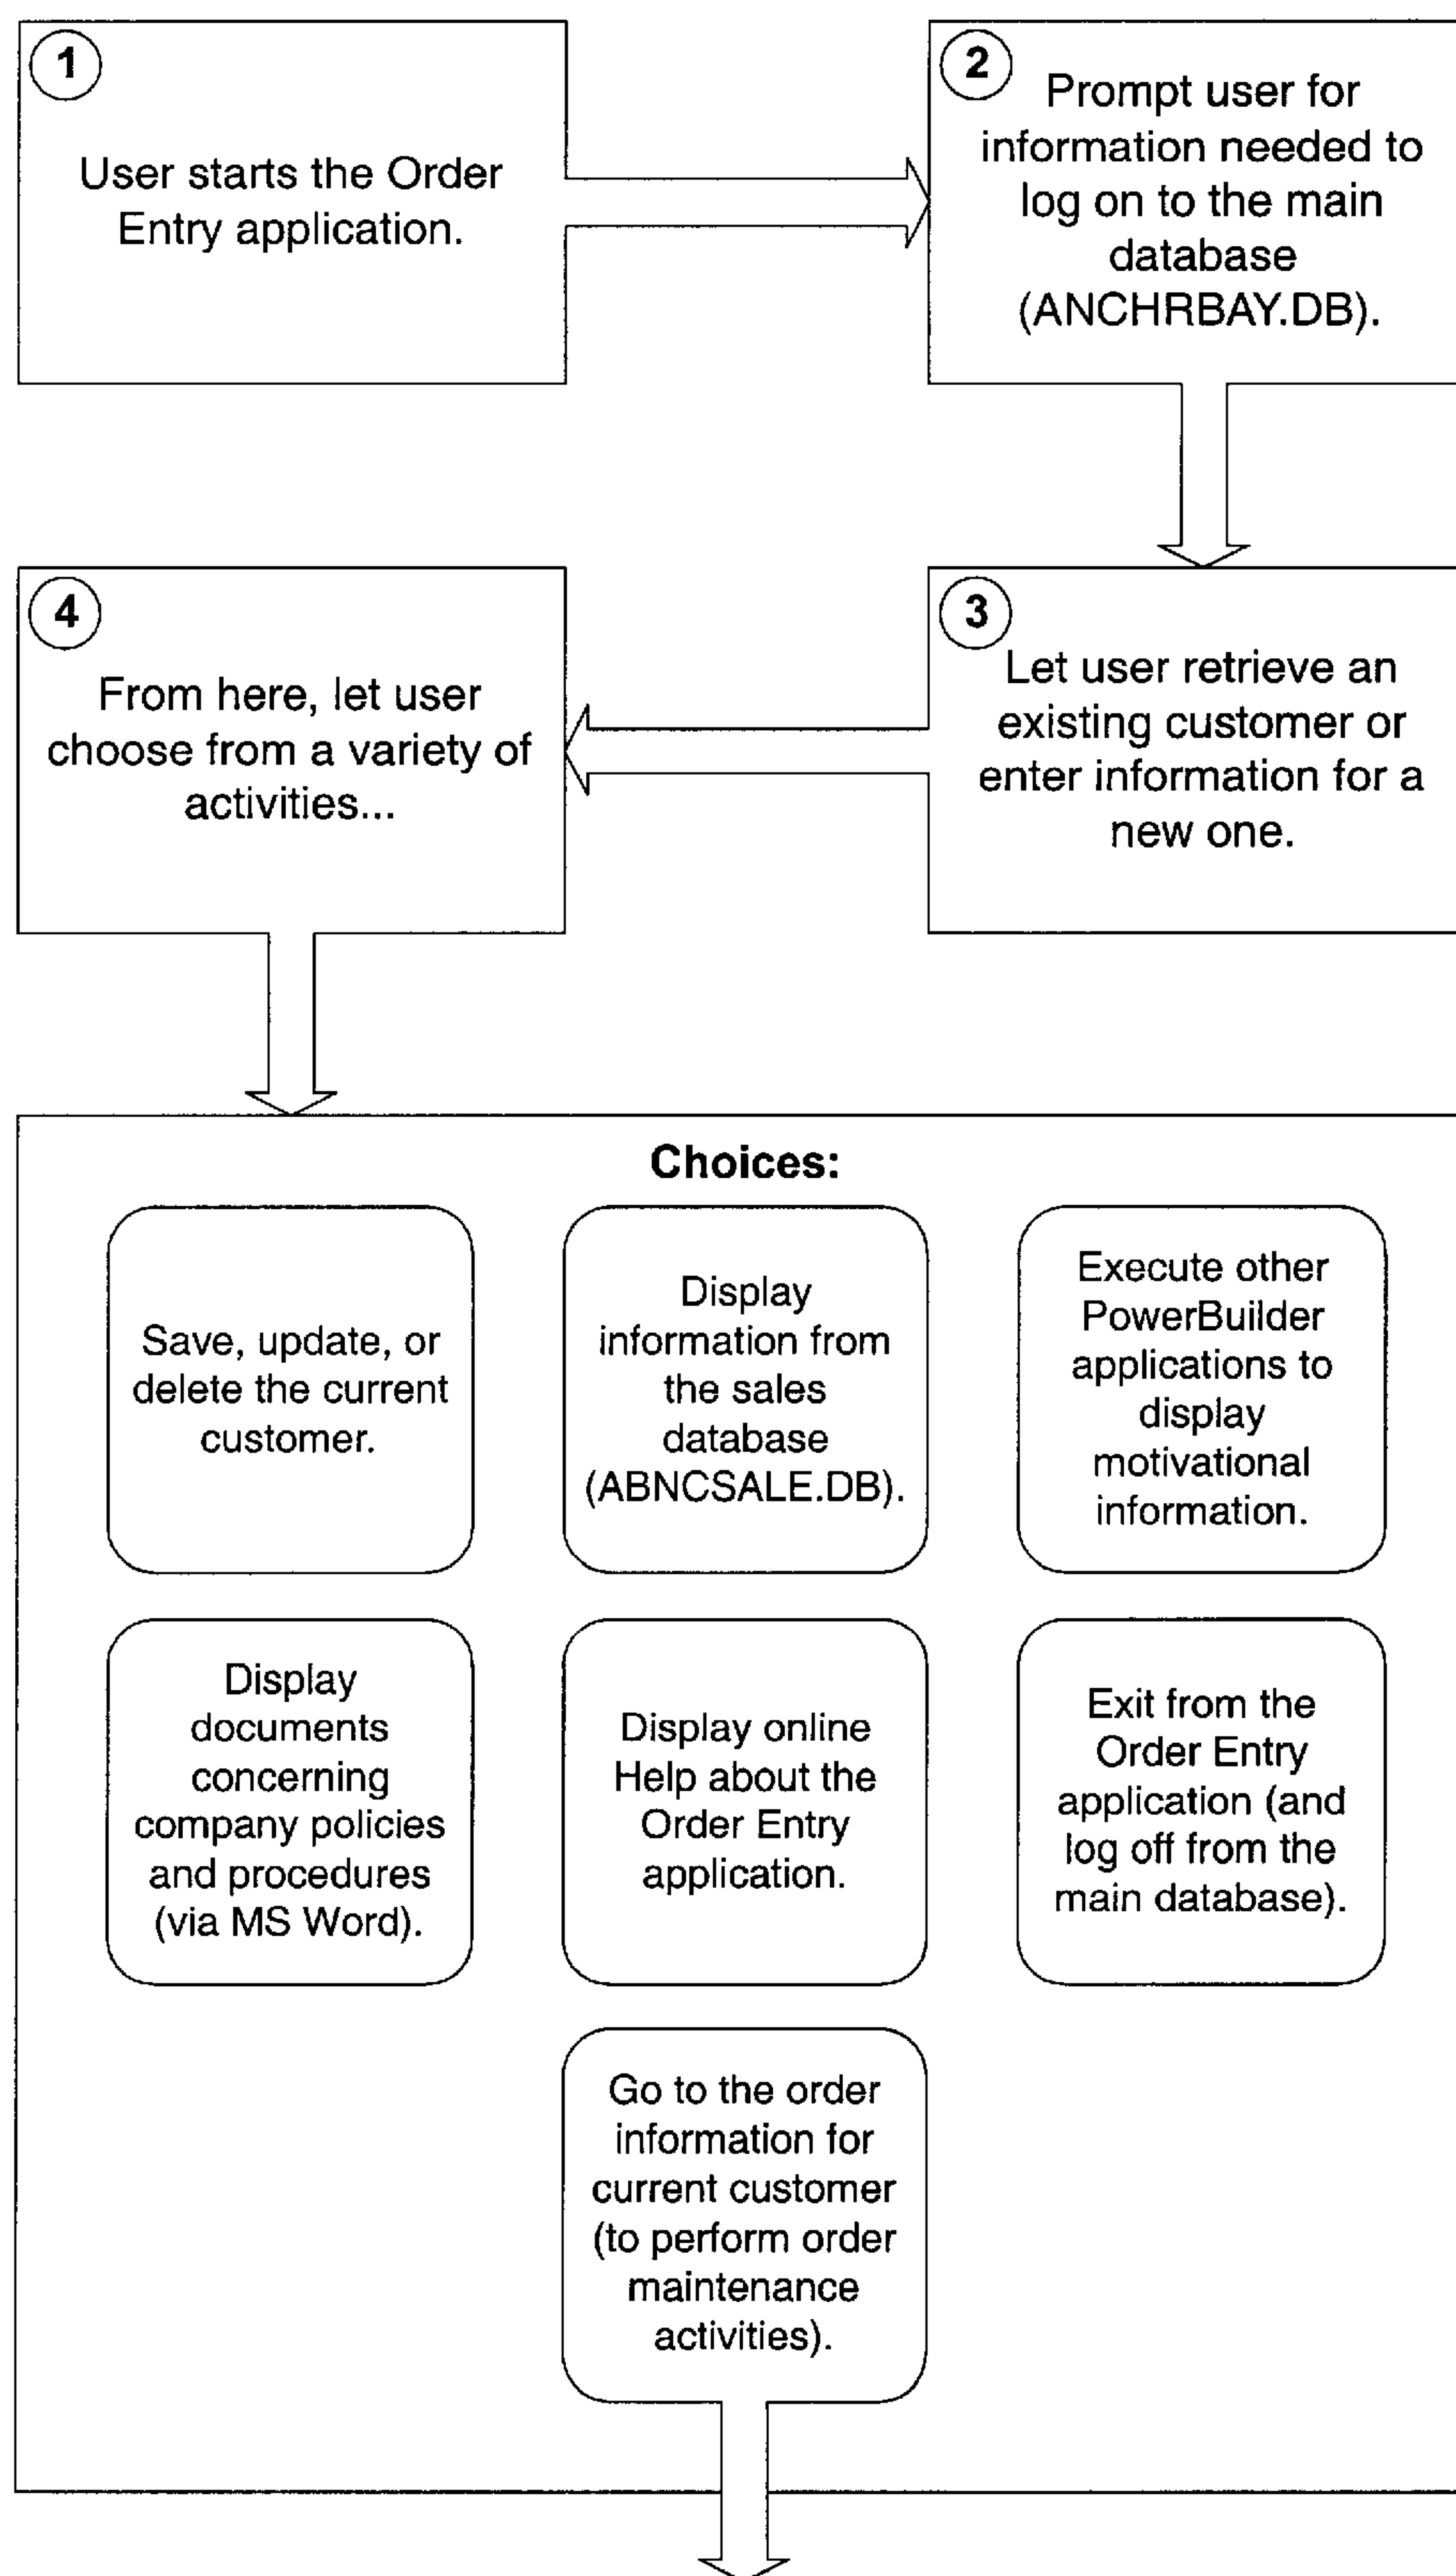 1
User starts the Order
Entry application.
2
Prompt user for
information needed to
log on to the main
database
(ANCHRBAY.DB).
3
Let user retrieve an
existing customer or
enter information for a
new one.
4
From here, let user
choose from a variety of
activities...
Choices:
Save, update, or
delete the current
customer.
Display
information from
the sales
database
(ABNCSALE.DB).
Execute other
PowerBuilder
applications to
display
motivational
information.
Display
documents
concerning
company policies
and procedures
(via MS Word).
Display online
Help about the
Order Entry
application.
Exit from the
Order Entry
application (and
log off from the
main database).
Go to the order
information for
current customer
(to perform order
maintenance
activities).